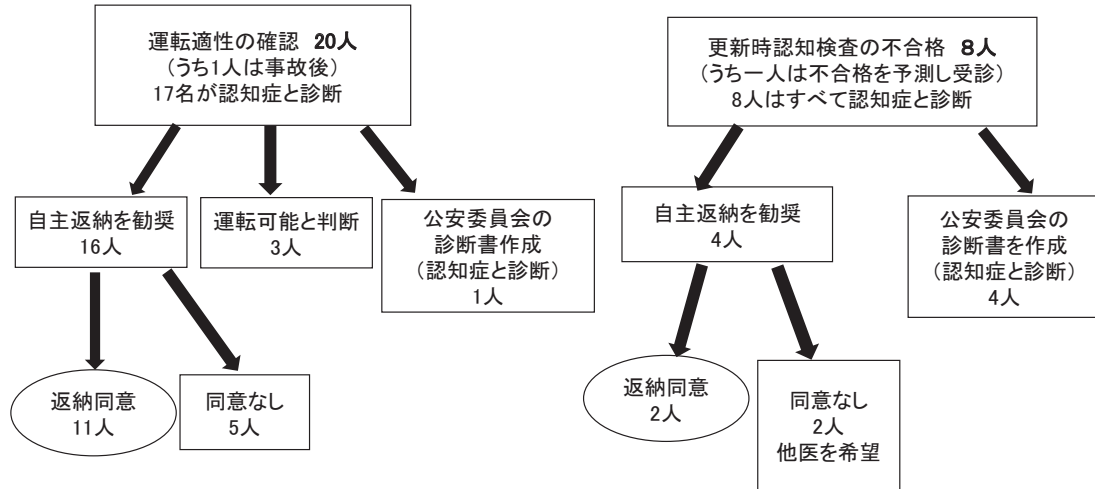 運転適性の確認 20人
(うち1人は事故後)
17名が認知症と診断
更新時認知検査の不合格 8人
(うち一人は不合格を予測し受診)
8人はすべて認知症と診断
自主返納を勧奨
16人
運転可能と判断
3人
公安委員会の
診断書作成
(認知症と診断)
1人
自主返納を勧奨
4人
公安委員会の
診断書を作成
(認知症と診断)
4人
返納同意
11人
同意なし
5人
返納同意
2人
同意なし
2人
他医を希望